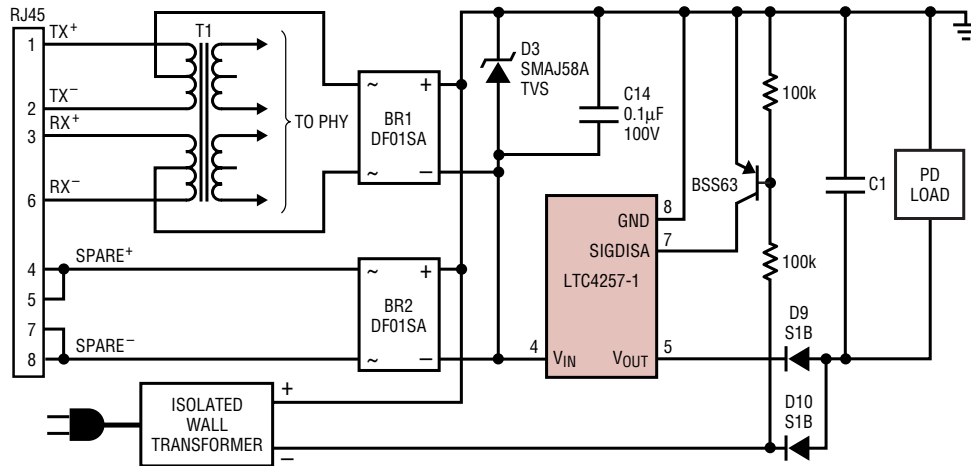 RJ45
1
TX+
2
TX−
3
RX+
6
RX−
T1
TO PHY
~
+
BR1
DF01SA
~
−
D3
SMAJ58A
TVS
C14
0.1µF
100V
100k
BSS63
C1
PD
LOAD
GND
8
SIGDISA
7
LTC4257-1
100k
4
SPARE+
5
7
8
SPARE−
~
+
BR2
DF01SA
~
−
4
VIN
VOUT
5
D9
S1B
D10
S1B
ISOLATED
WALL
TRANSFORMER
+
−